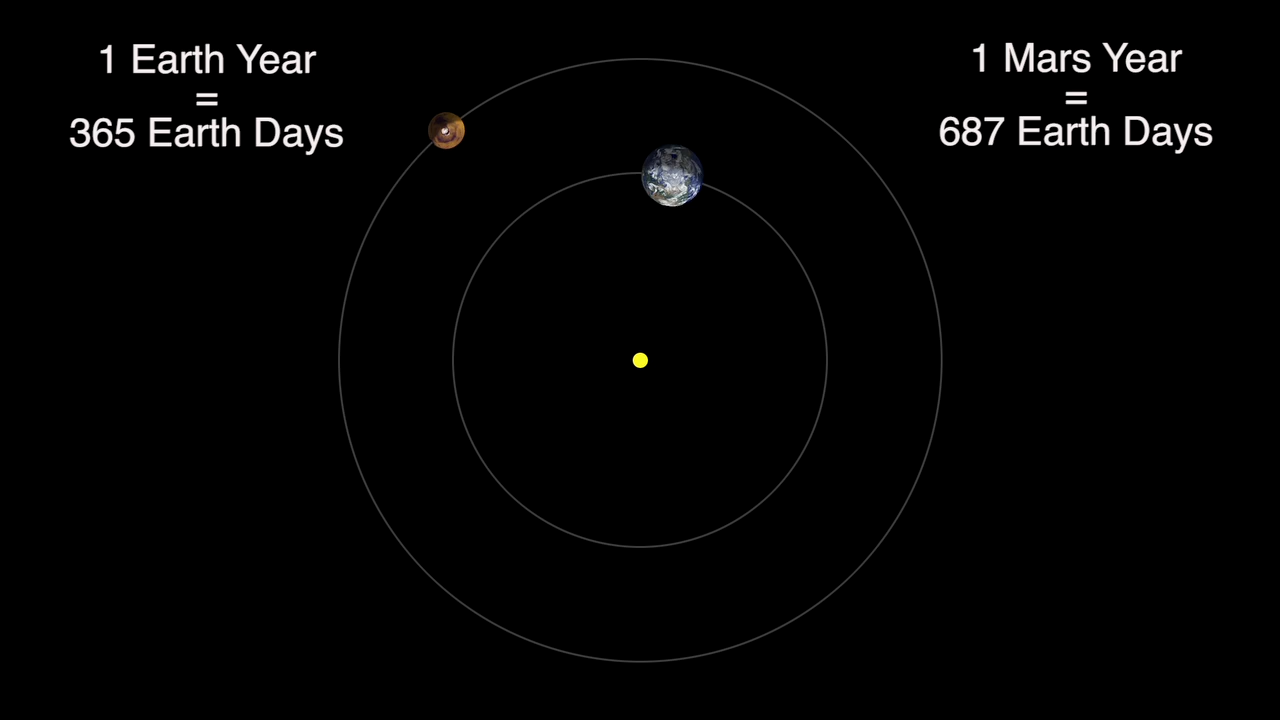 1 Earth Year
=
365 Earth Days
1 Mars Year
=
687 Earth Days